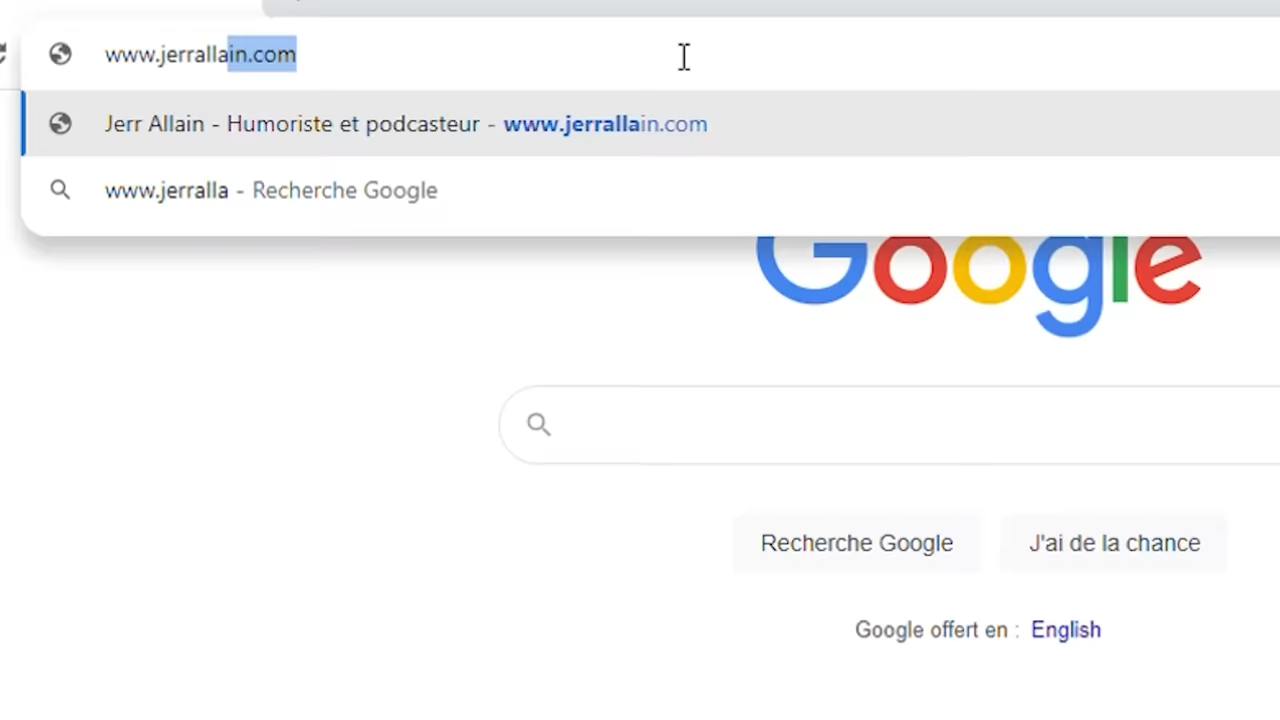 www.jerrallain.com
Jerr Allain - Humoriste et podcasteur - www.jerrallain.com
www.jerralla - Recherche Google
Google
Recherche Google
J'ai de la chance
Google offert en : English